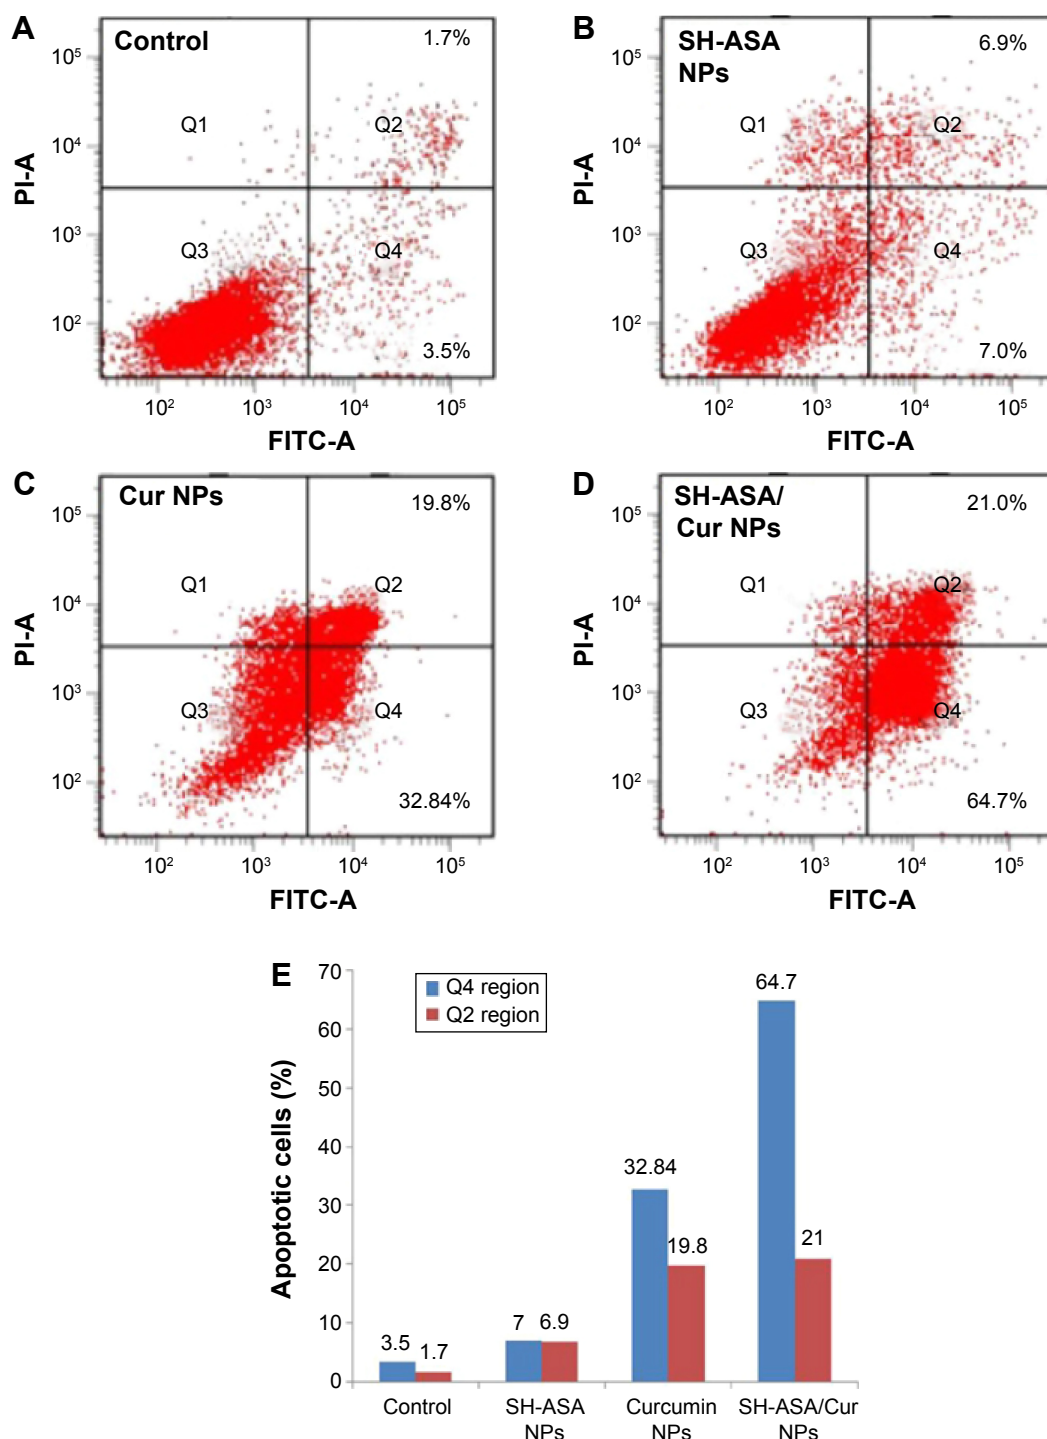 A
Control
1.7%
Q1
Q2
Q3
Q4
3.5%
10⁵
10⁴
10³
10²
PI-A
10²
10³
10⁴
10⁵
FITC-A
B
SH-ASA
NPs
6.9%
Q1
Q2
Q3
Q4
7.0%
10⁵
10⁴
10³
10²
PI-A
10²
10³
10⁴
10⁵
FITC-A
C
Cur NPs
19.8%
Q1
Q2
Q3
Q4
32.84%
10⁵
10⁴
10³
10²
PI-A
10²
10³
10⁴
10⁵
FITC-A
D
SH-ASA/
Cur NPs
21.0%
Q1
Q2
Q3
Q4
64.7%
10⁵
10⁴
10³
10²
PI-A
10²
10³
10⁴
10⁵
FITC-A
E
Q4 region
Q2 region
Apoptotic cells (%)
70
60
50
40
30
20
10
0
3.5
1.7
7
6.9
32.84
19.8
64.7
21
Control
SH-ASA
NPs
Curcumin
NPs
SH-ASA/Cur
NPs